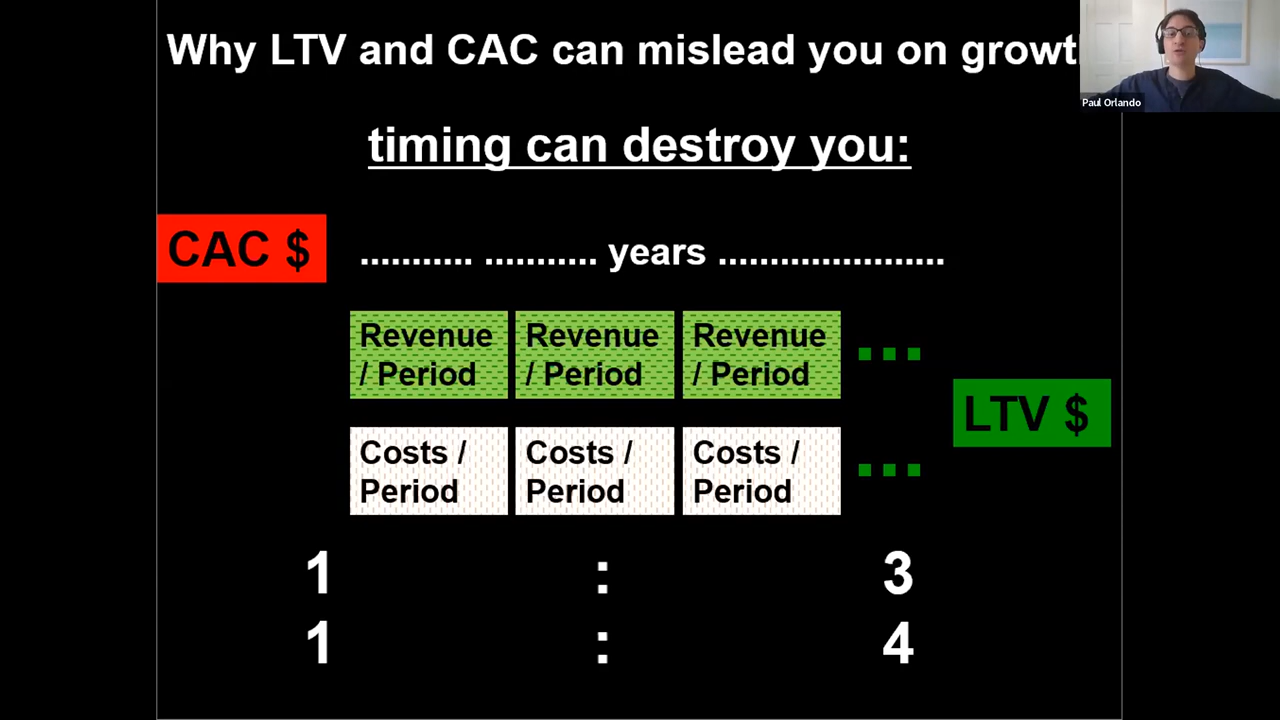 Why LTV and CAC can mislead you on growt
Paul Orlando
timing can destroy you:
CAC $
........... ........... years ......................
Revenue / Period
Revenue / Period
Revenue / Period
...
LTV $
Costs / Period
Costs / Period
Costs / Period
...
1 : 3
1 : 4